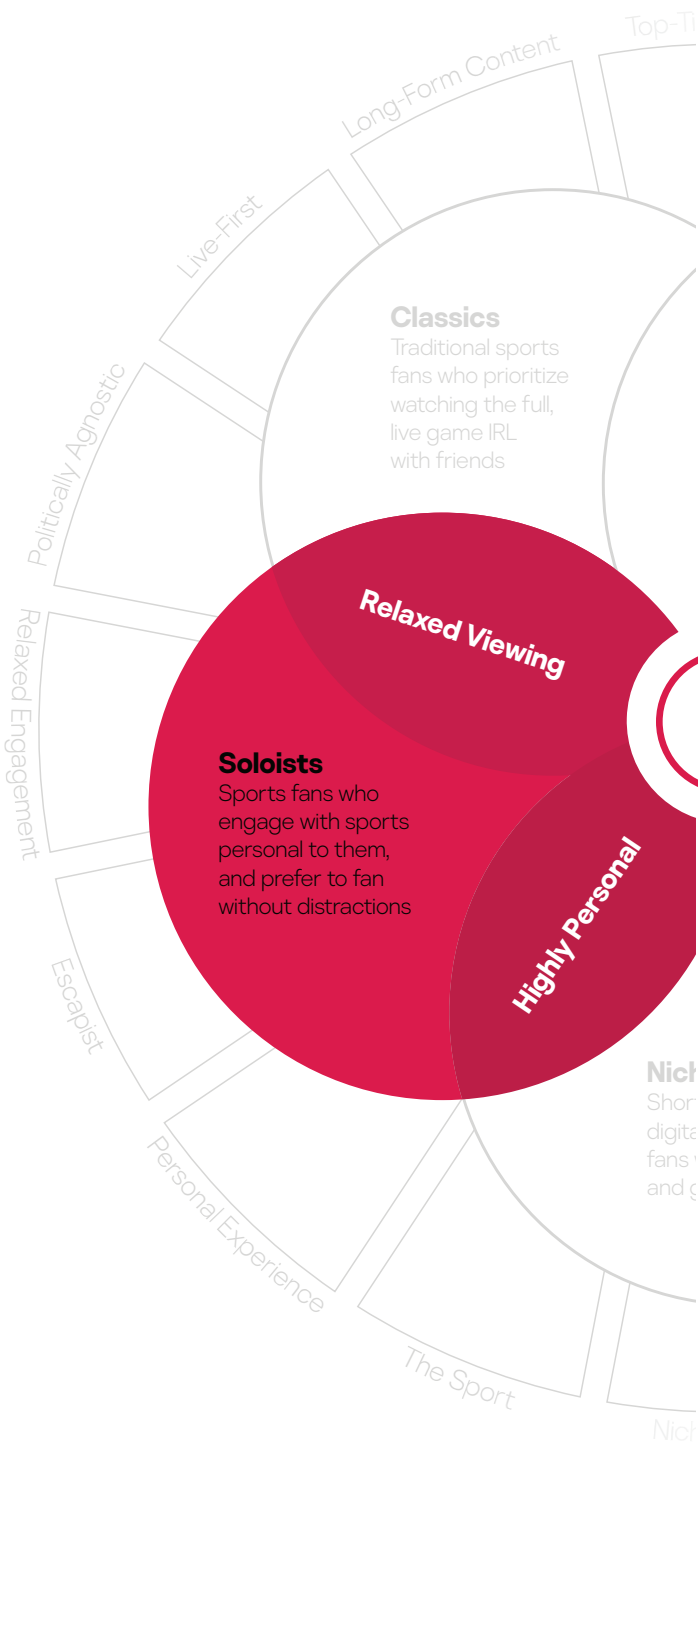 Top-Ti
Long-Form Content
Live-First
Classics
Traditional sports
fans who prioritize
watching the full,
live game IRL
with friends
Politically Agnostic
Relaxed Viewing
Relaxed Engagement
Soloists
Sports fans who
engage with sports
personal to them,
and prefer to fan
without distractions
Highly Personal
Escapist
Nich
Shor
digita
fans
and g
Personal Experience
The Sport
Nich